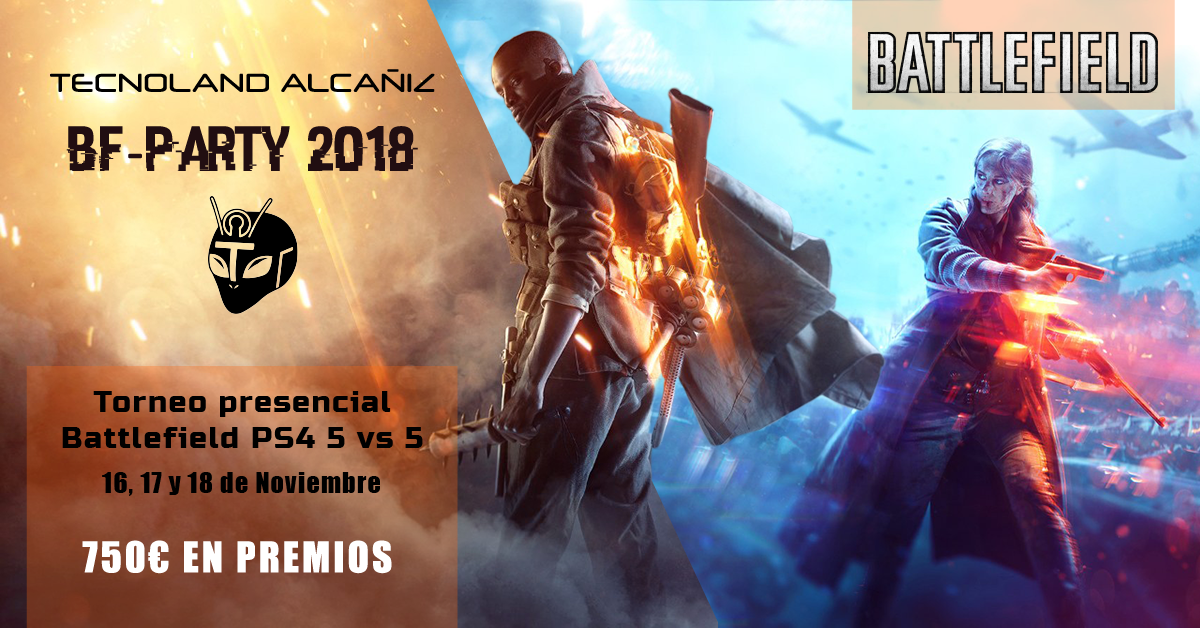 TECNOLAND ALCAÑIZ
BF-PARTY 2018
BATTLEFIELD
Torneo presencial
Battlefield PS4 5 vs 5
16, 17 y 18 de Noviembre
750€ EN PREMIOS